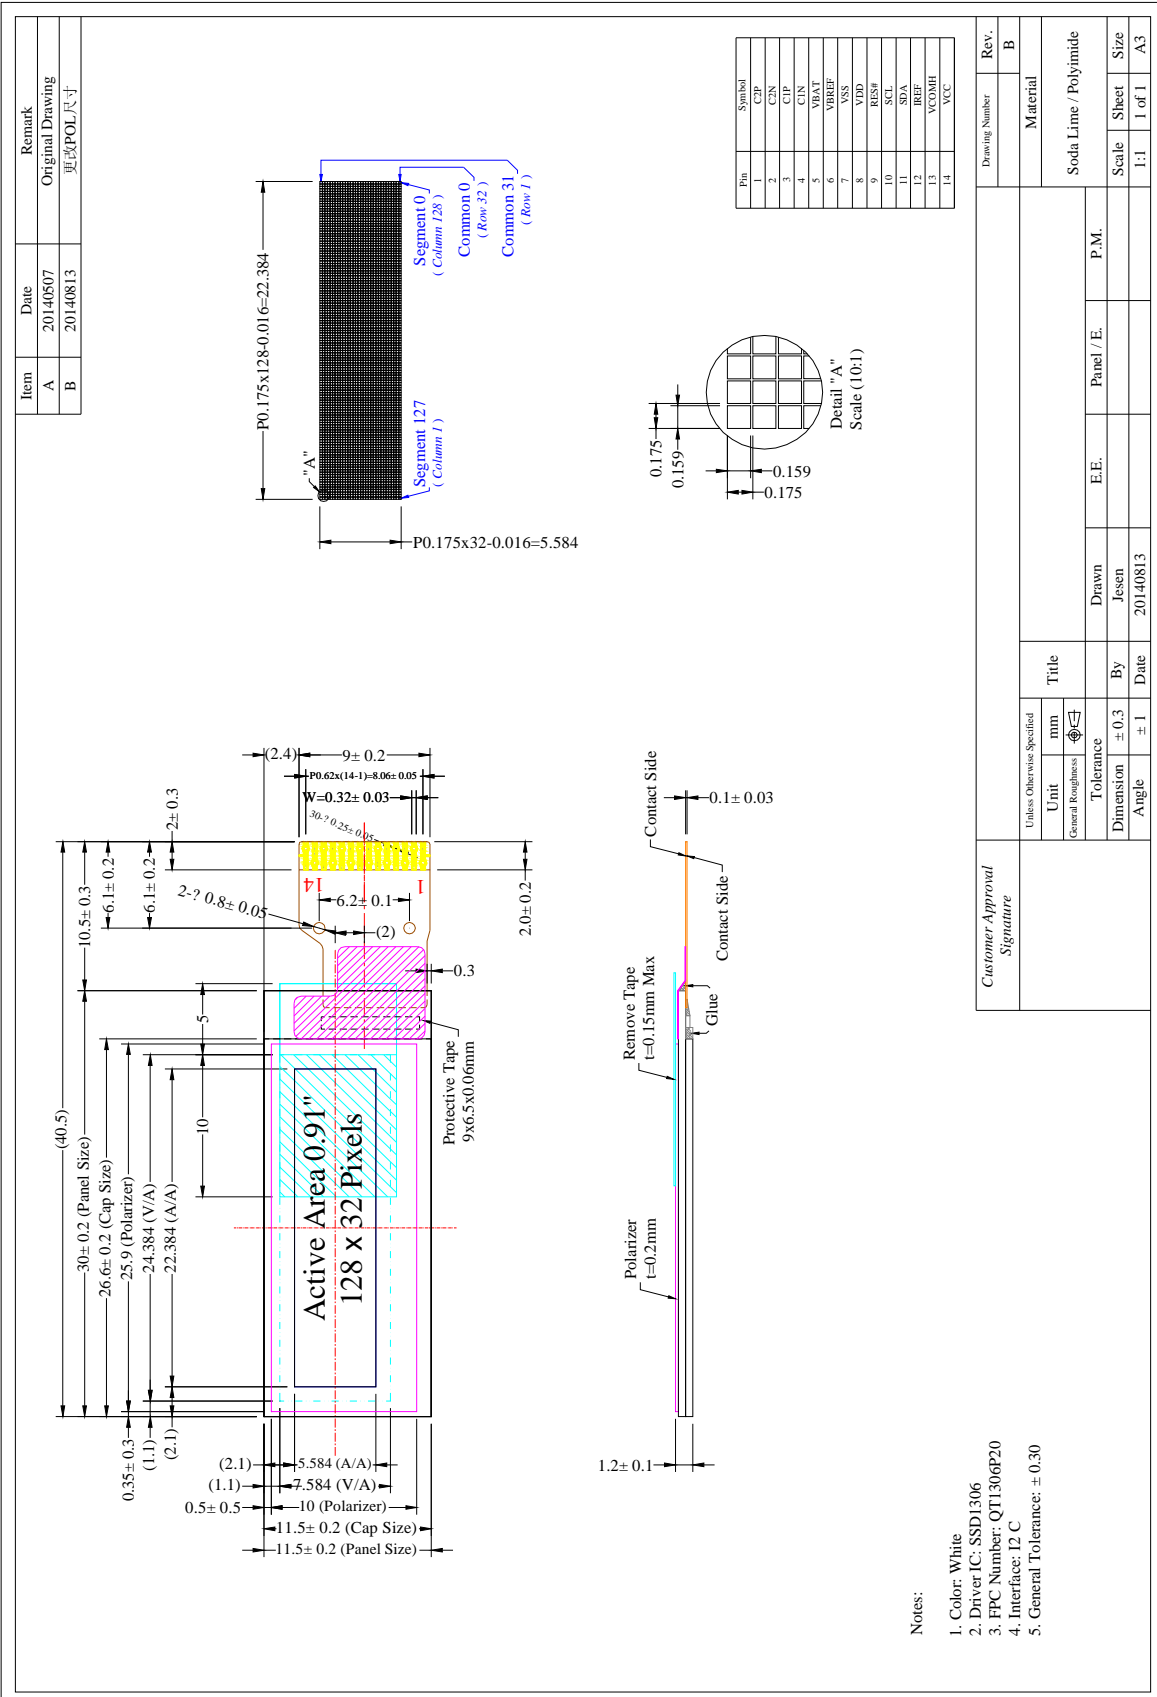 Item Date Remark
A 20140507 Original Drawing
B 20140813 更改POL尺寸
(40.5)
30± 0.2 (Panel Size)
10.5± 0.3
26.6± 0.2 (Cap Size)
6.1± 0.2
25.9 (Polarizer)
6.1± 0.2
24.384 (V/A)
22.384 (A/A)
2± 0.3
0.35± 0.3
(1.1)
(2.1)
10
5
(2.4)
9± 0.2
P0.62x(14-1)=8.06± 0.05
W=0.32± 0.03
30-? 0.25± 0.05
2-? 0.8± 0.05
14
1
6.2± 0.1
(2)
2.0± 0.2
0.3
Protective Tape
9x6.5x0.06mm
Active Area 0.91"
128 x 32 Pixels
(2.1)
5.584 (A/A)
(1.1)
7.584 (V/A)
0.5± 0.5
10 (Polarizer)
11.5± 0.2 (Cap Size)
11.5± 0.2 (Panel Size)
P0.175x128-0.016=22.384
"A"
P0.175x32-0.016=5.584
Segment 127
( Column 1 )
Segment 0
( Column 128 )
Common 0
( Row 32 )
Common 31
( Row 1 )
0.175
0.159
0.159
0.175
Detail "A"
Scale (10:1)
1.2± 0.1
Polarizer
t=0.2mm
Remove Tape
t=0.15mm Max
Glue
Contact Side
Contact Side
0.1± 0.03
Pin Symbol
1 C2P
2 C2N
3 C1P
4 C1N
5 VBAT
6 VBREF
7 VSS
8 VDD
9 RES#
10 SCL
11 SDA
12 IREF
13 VCOMH
14 VCC
Notes:
1. Color: White
2. Driver IC: SSD1306
3. FPC Number: QT1306P20
4. Interface: I2 C
5. General Tolerance: ± 0.30
Customer Approval
Signature
Unless Otherwise Specified
Unit mm
General Roughness
Tolerance
Dimension ± 0.3
Angle ± 1
Title
By
Date
Drawn
Jesen
20140813
E.E.
Panel / E.
P.M.
Drawing Number
Rev.
B
Material
Soda Lime / Polyimide
Scale Sheet Size
1:1 1 of 1 A3